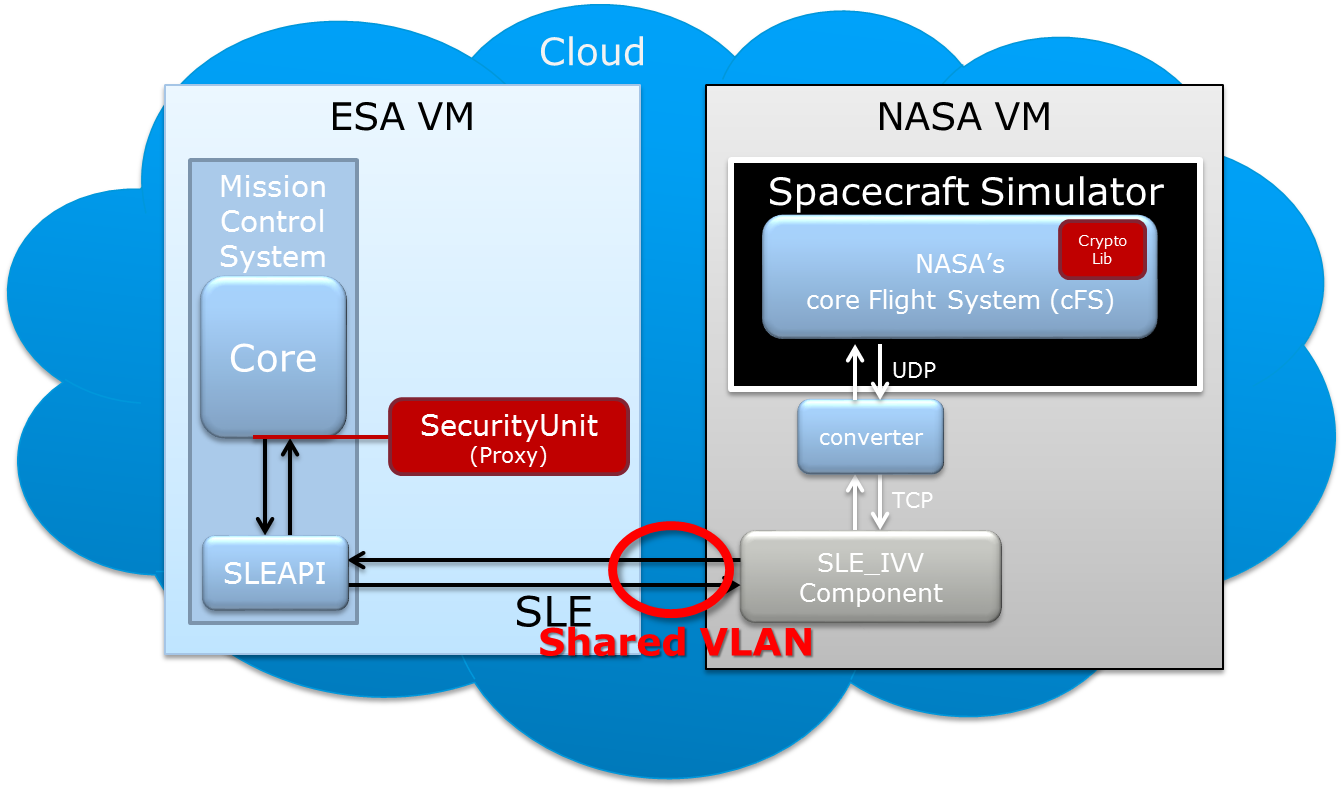 Cloud
ESA VM
Mission
Control
System
Core
SecurityUnit
(Proxy)
SLEAPI
SLE
Shared VLAN
NASA VM
Spacecraft Simulator
Crypto
Lib
NASA’s
core Flight System (cFS)
UDP
converter
TCP
SLE_IVV
Component